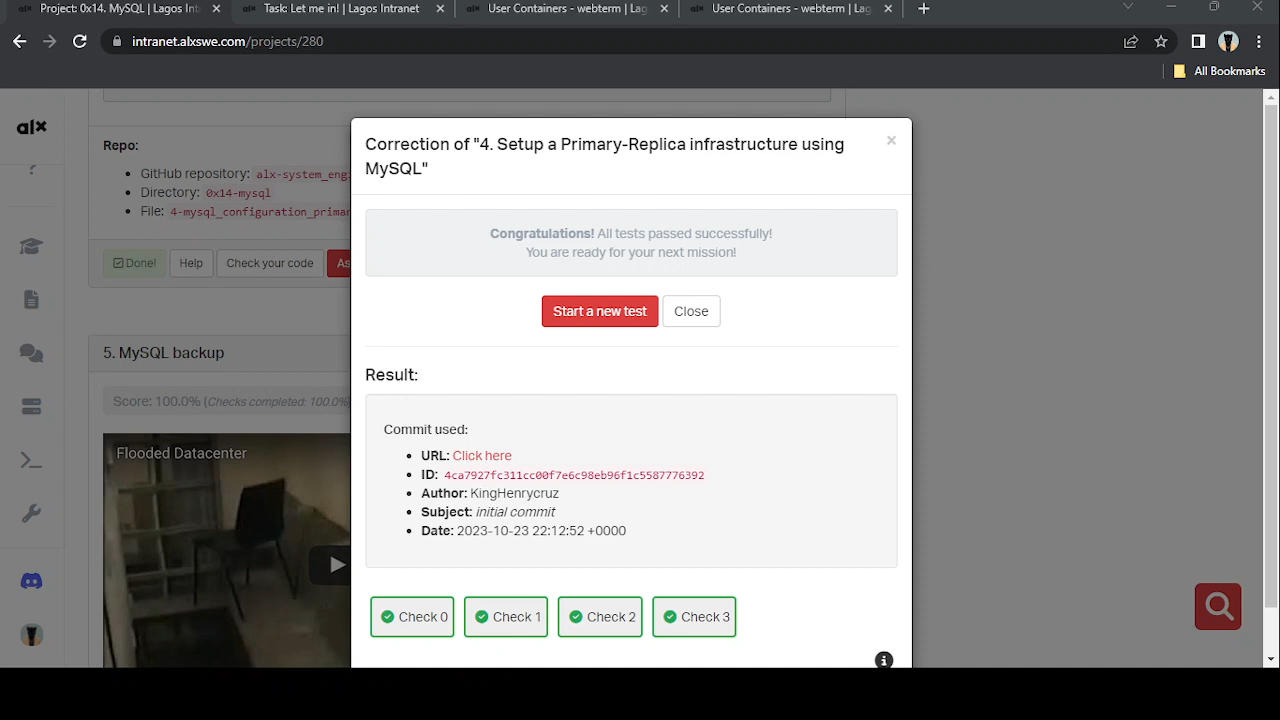 Project: 0x14. MySQL | Lagos Int
Task: Let me in! | Lagos Intranet
User Containers - webterm | Lag
User Containers - webterm | Lag
intranet.alxswe.com/projects/280
All Bookmarks
alx
Repo:
GitHub repository: alx-system_engi
Directory: 0x14-mysql
File: 4-mysql_configuration_primar
Done!
Help
Check your code
As
5. MySQL backup
Score: 100.0% (Checks completed: 100.0%)
Flooded Datacenter
Correction of "4. Setup a Primary-Replica infrastructure using
MySQL"
×
Congratulations! All tests passed successfully!
You are ready for your next mission!
Start a new test
Close
Result:
Commit used:
URL: Click here
ID: 4ca7927fc311cc00f7e6c98eb96f1c5587776392
Author: KingHenrycruz
Subject: initial commit
Date: 2023-10-23 22:12:52 +0000
Check 0
Check 1
Check 2
Check 3